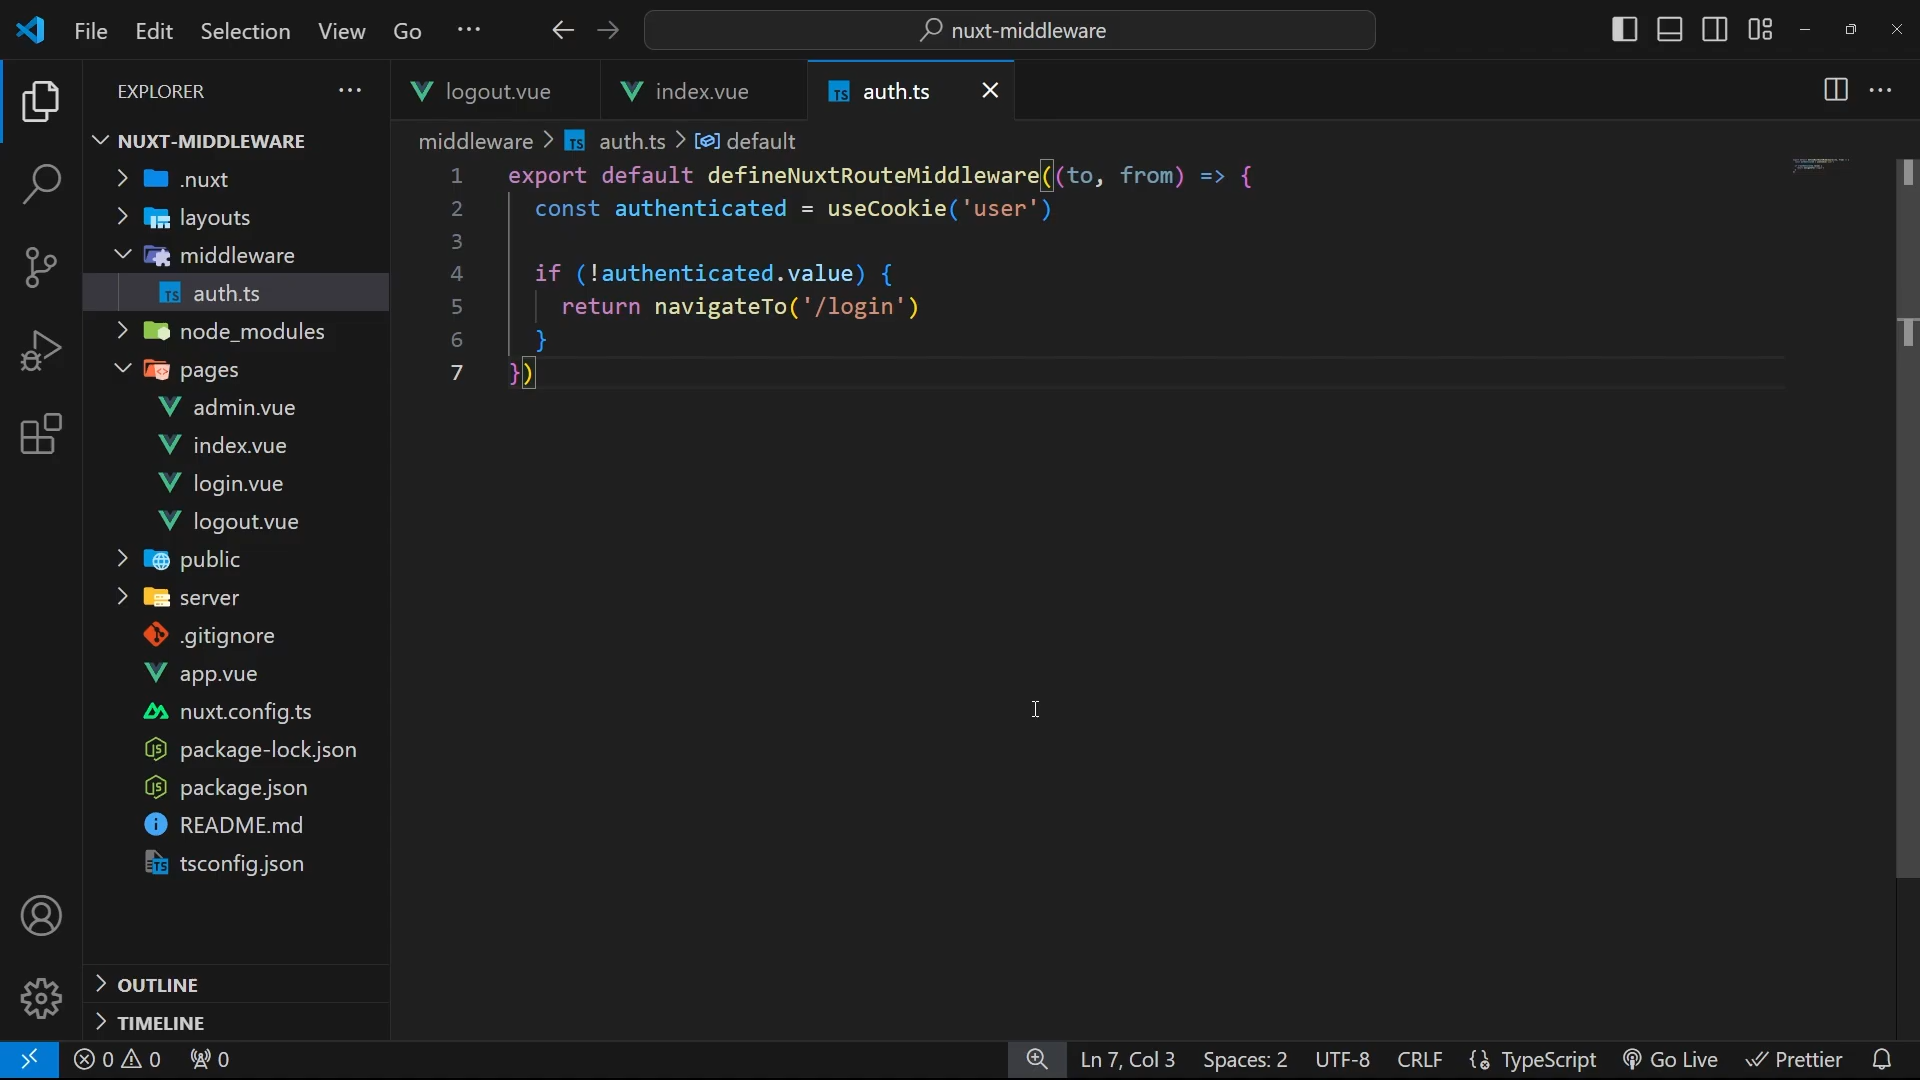 File Edit Selection View Go ··· nuxt-middleware
EXPLORER ···
logout.vue index.vue TS auth.ts
NUXT-MIDDLEWARE
.nuxt
layouts
middleware
TS auth.ts
node_modules
pages
admin.vue
index.vue
login.vue
logout.vue
public
server
.gitignore
app.vue
nuxt.config.ts
package-lock.json
package.json
README.md
tsconfig.json
OUTLINE
TIMELINE
middleware > TS auth.ts > default
1 export default defineNuxtRouteMiddleware((to, from) => {
2 const authenticated = useCookie('user')
3
4 if (!authenticated.value) {
5 return navigateTo('/login')
6 }
7 })
0 0 0 Ln 7, Col 3 Spaces: 2 UTF-8 CRLF TypeScript Go Live Prettier